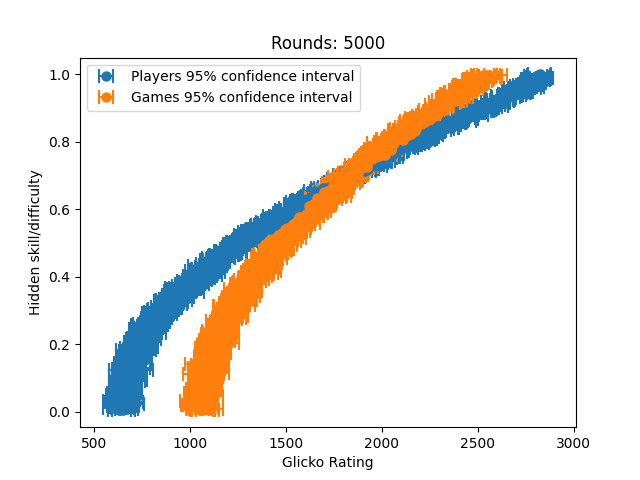 Rounds: 5000
Players 95% confidence interval
Games 95% confidence interval
1.0
0.8
0.6
0.4
0.2
0.0
Hidden skill/difficulty
500
1000
1500
2000
2500
3000
Glicko Rating